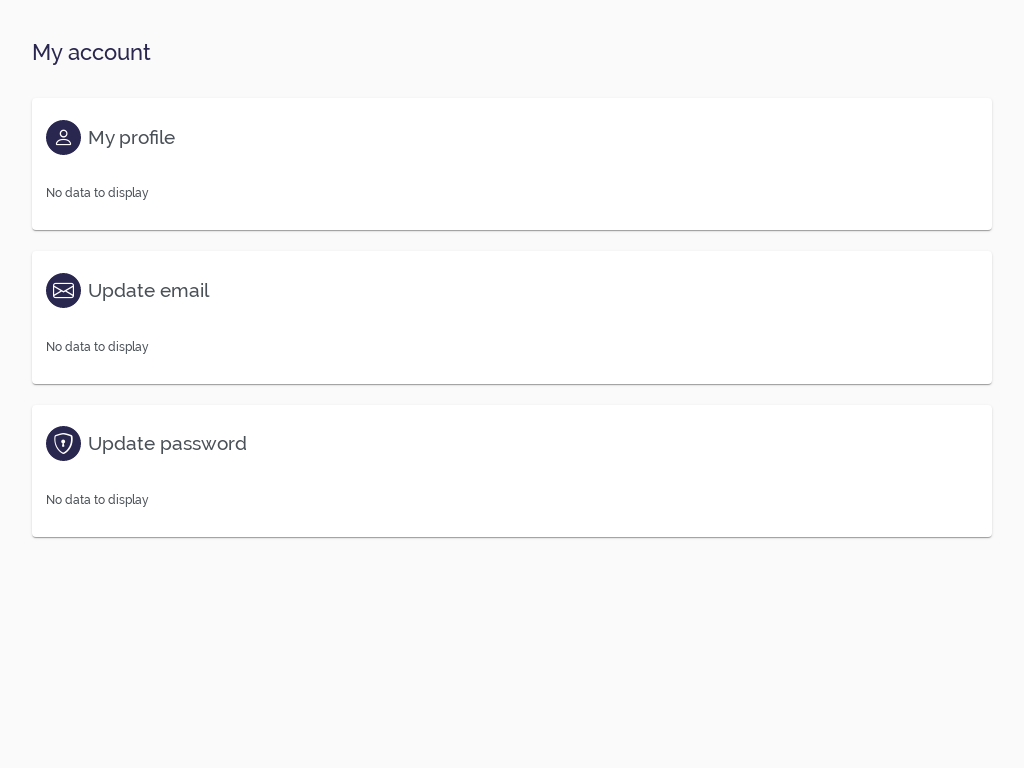 My account
My profile
No data to display
Update email
No data to display
Update password
No data to display